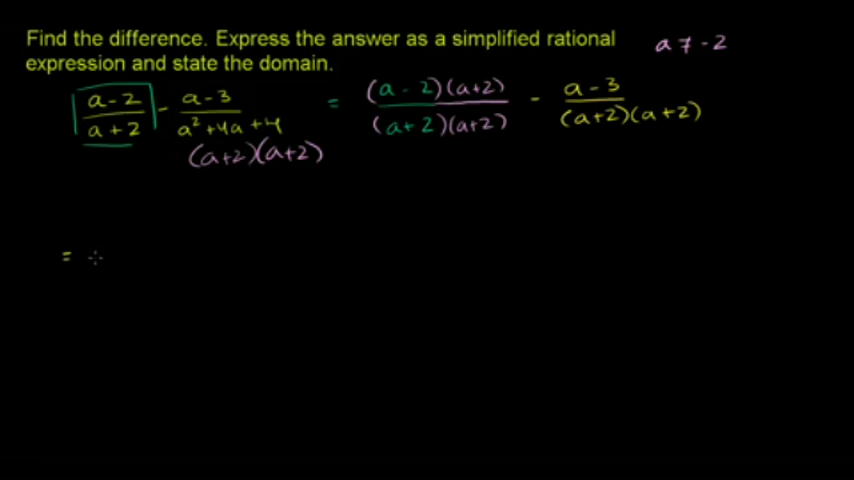 Find the difference. Express the answer as a simplified rational a ≠ -2
expression and state the domain.
a - 2 / a + 2 - a - 3 / a² + 4a + 4 = (a - 2)(a+2) / (a+2)(a+2) - a - 3 / (a+2)(a+2)
(a+2)(a+2)
=